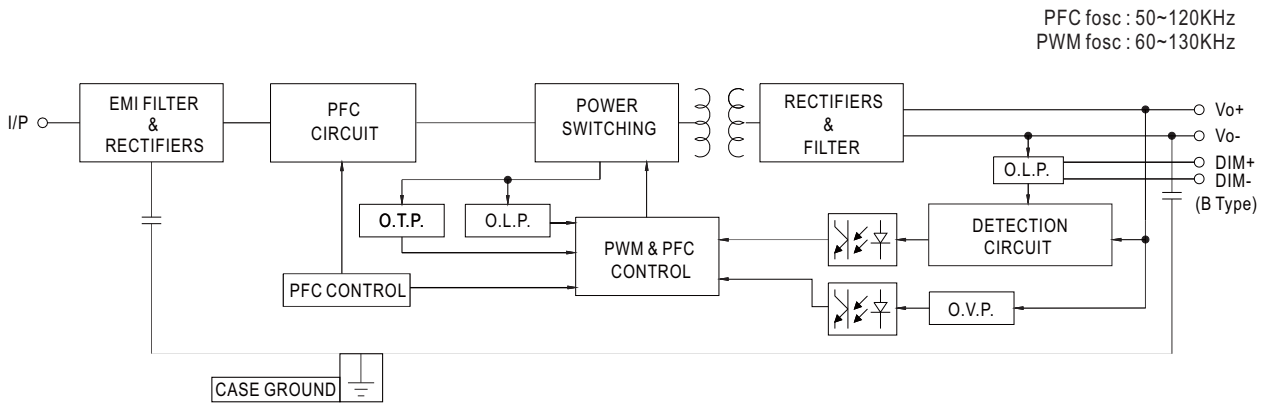 PFC fosc : 50~120KHz
PWM fosc : 60~130KHz
I/P
EMI FILTER
&
RECTIFIERS
PFC
CIRCUIT
POWER
SWITCHING
RECTIFIERS
&
FILTER
Vo+
Vo-
DIM+
DIM-
(B Type)
O.L.P.
O.T.P.
O.L.P.
PWM & PFC
CONTROL
DETECTION
CIRCUIT
PFC CONTROL
O.V.P.
CASE GROUND